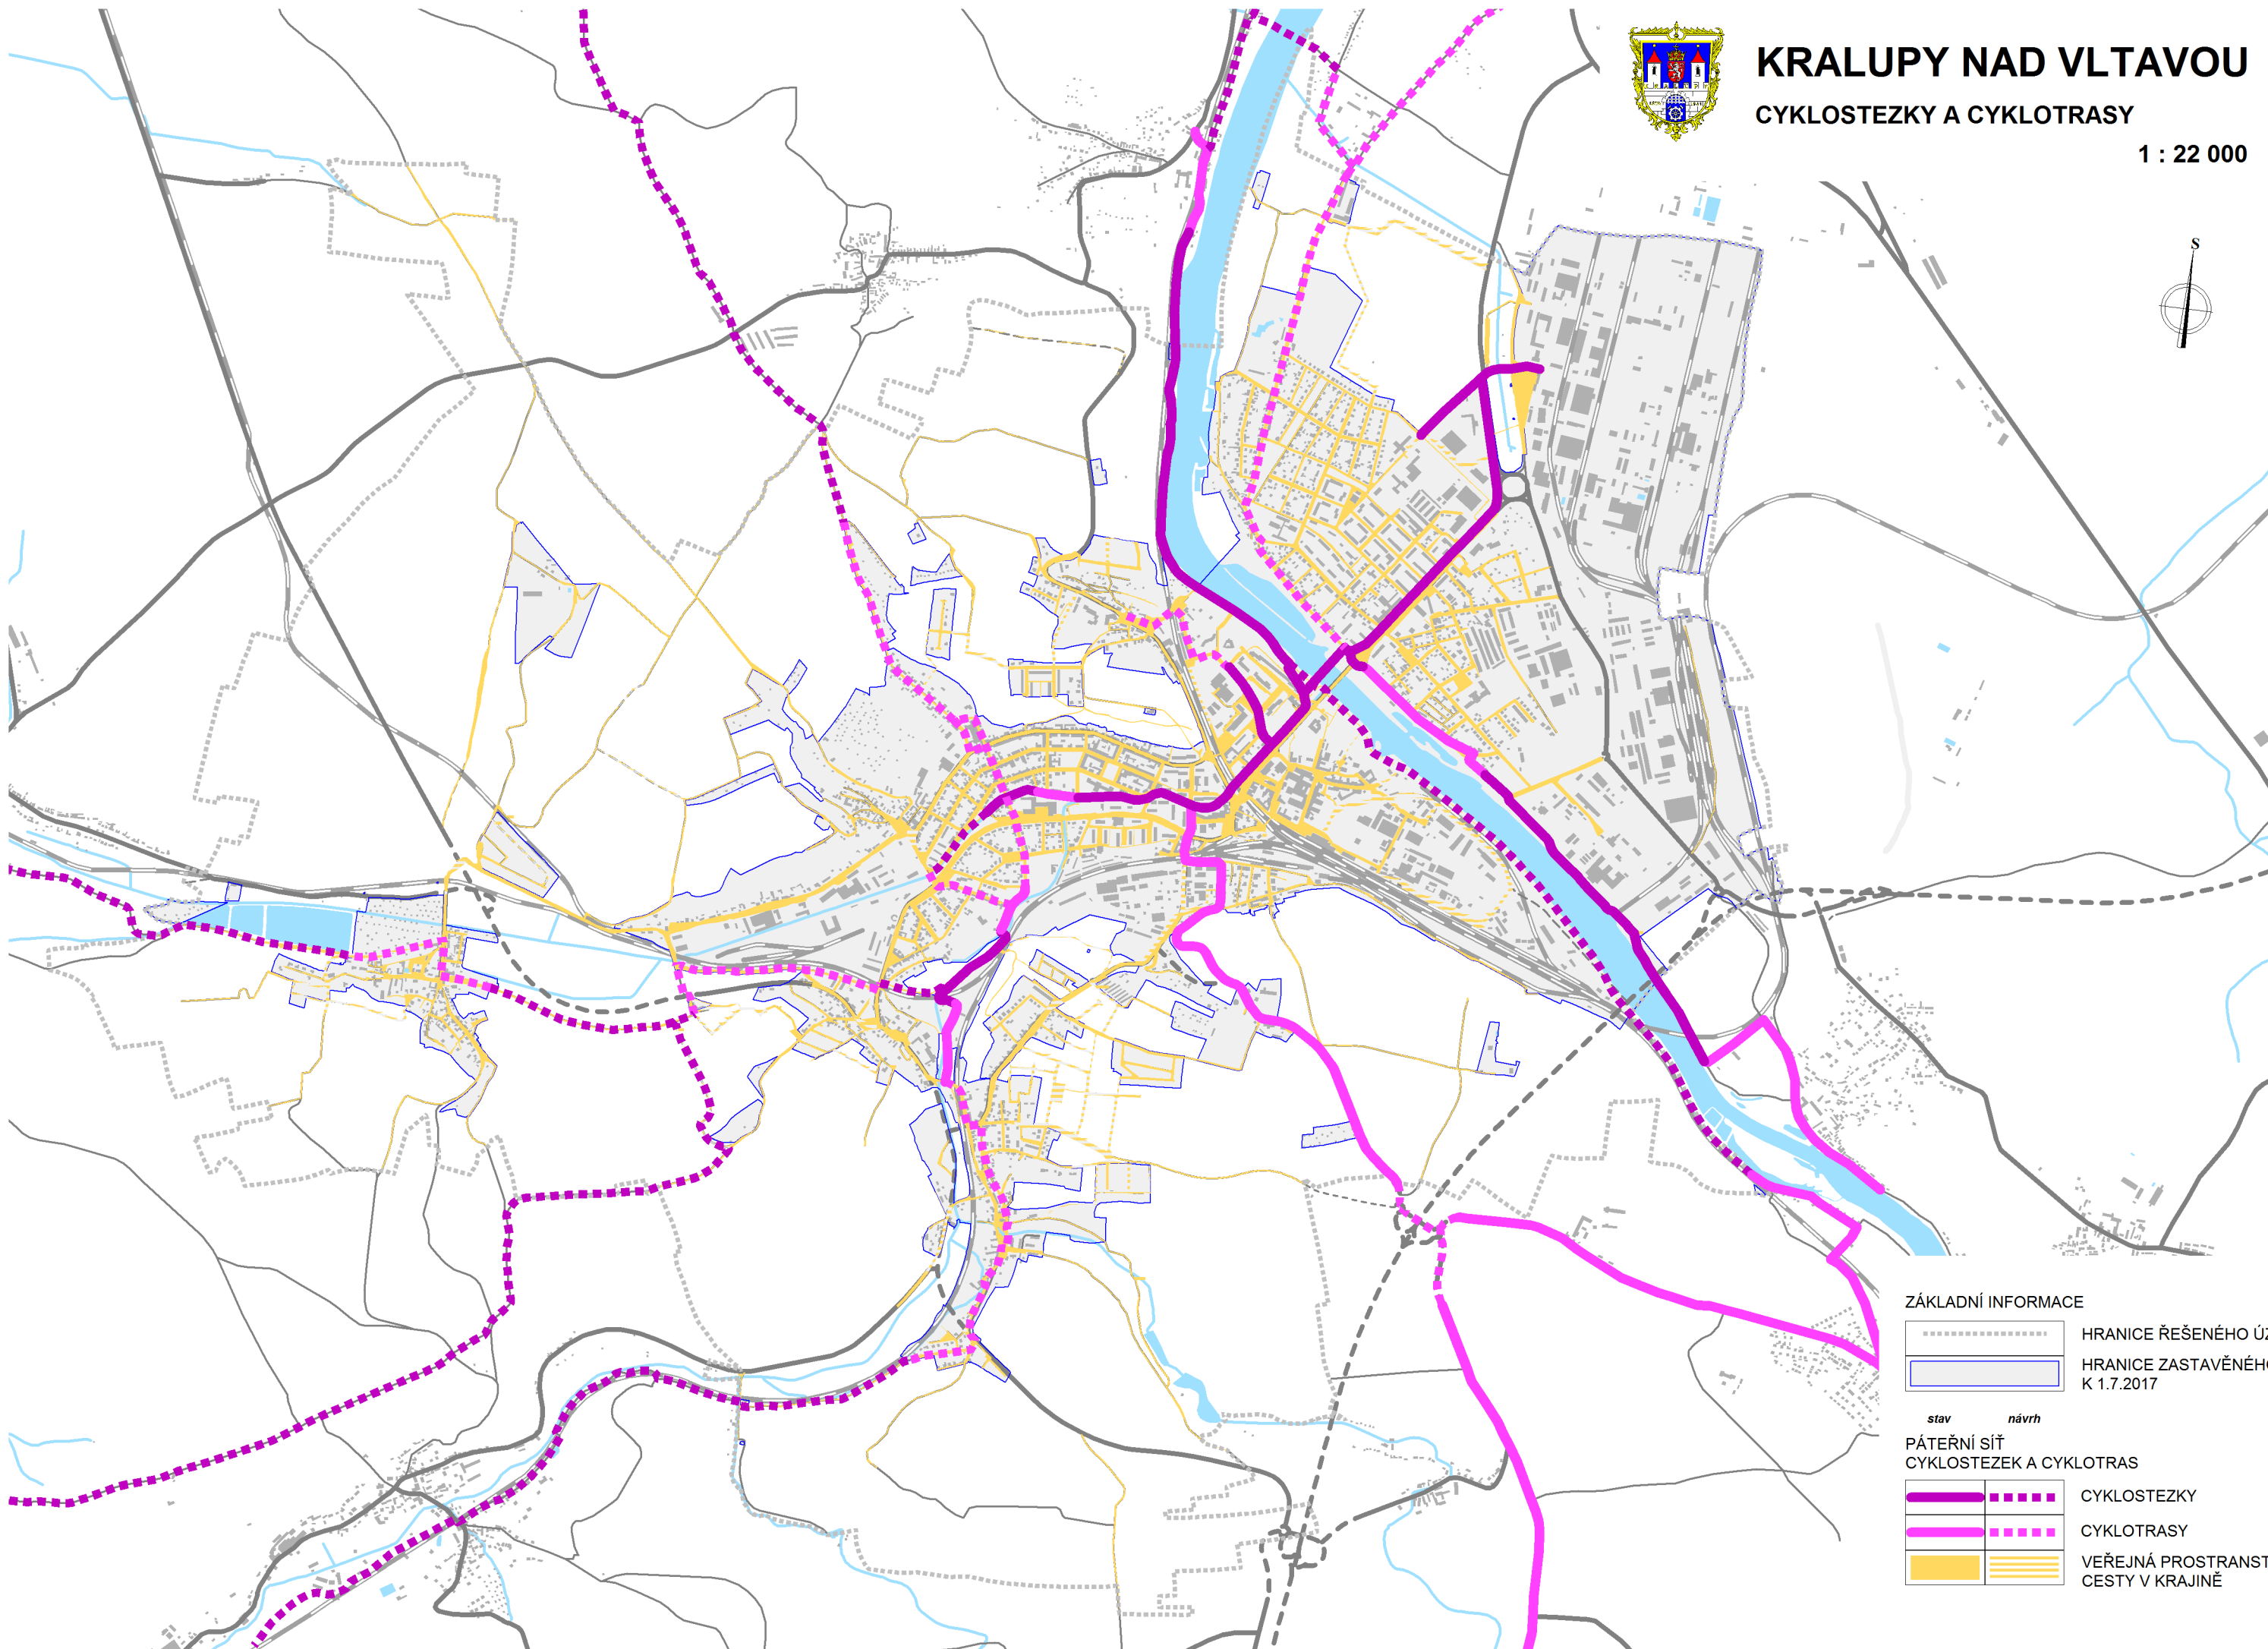 KRALUPY NAD VLTAVOU
CYKLOSTEZKY A CYKLOTRASY
1 : 22 000
S
ZÁKLADNÍ INFORMACE
HRANICE ŘEŠENÉHO
HRANICE ZASTAVĚNÉHO
K 1.7.2017
stav návrh
PÁTEŘNÍ SÍŤ
CYKLOSTEZEK A CYKLOTRAS
CYKLOSTEZKY
CYKLOTRASY
VEŘEJNÁ PROSTRANST
CESTY V KRAJINĚ